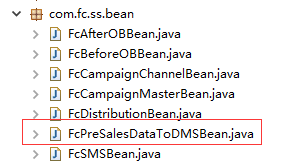 com.fc.ss.bean
FcAfterOBBean.java
FcBeforeOBBean.java
FcCampaignChannelBean.java
FcCampaignMasterBean.java
FcDistributionBean.java
FcPreSalesDataToDMSBean.java
FcSMSBean.java